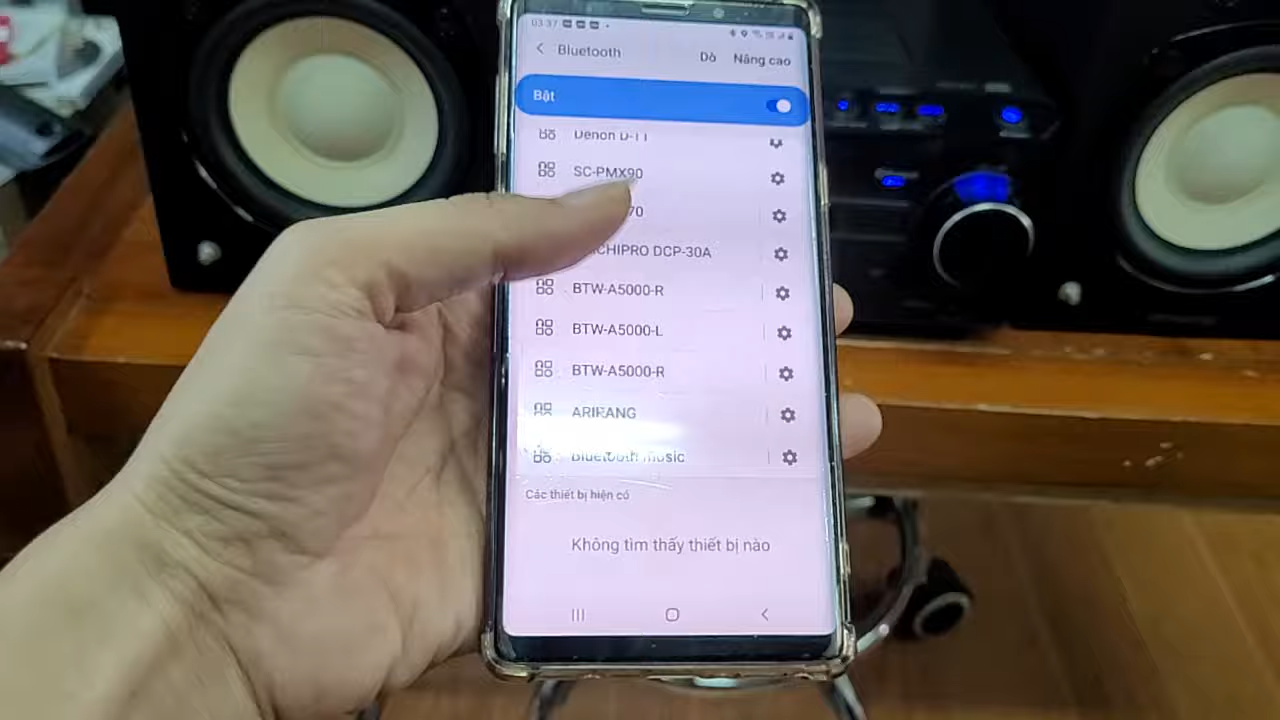 03:37
Bluetooth
Dò
Nâng cao
Bật
Denon D-T1
SC-PMX90
70
CHIPRO DCP-30A
BTW-A5000-R
BTW-A5000-L
BTW-A5000-R
ARIRANG
Bluetooth music
Các thiết bị hiện có
Không tìm thấy thiết bị nào